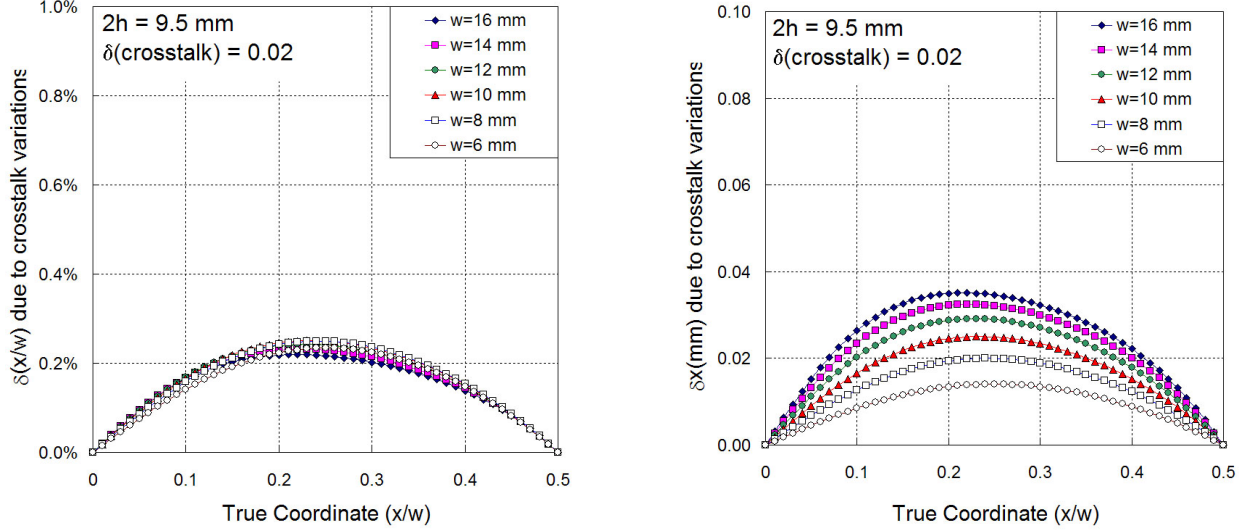 2h = 9.5 mm
δ(crosstalk) = 0.02
w=16 mm
w=14 mm
w=12 mm
w=10 mm
w=8 mm
w=6 mm
δ(x/w) due to crosstalk variations
1.0%
0.8%
0.6%
0.4%
0.2%
0.0%
0 0.1 0.2 0.3 0.4 0.5
True Coordinate (x/w)
2h = 9.5 mm
δ(crosstalk) = 0.02
w=16 mm
w=14 mm
w=12 mm
w=10 mm
w=8 mm
w=6 mm
δx(mm) due to crosstalk variations
0.10
0.08
0.06
0.04
0.02
0.00
0 0.1 0.2 0.3 0.4 0.5
True Coordinate (x/w)